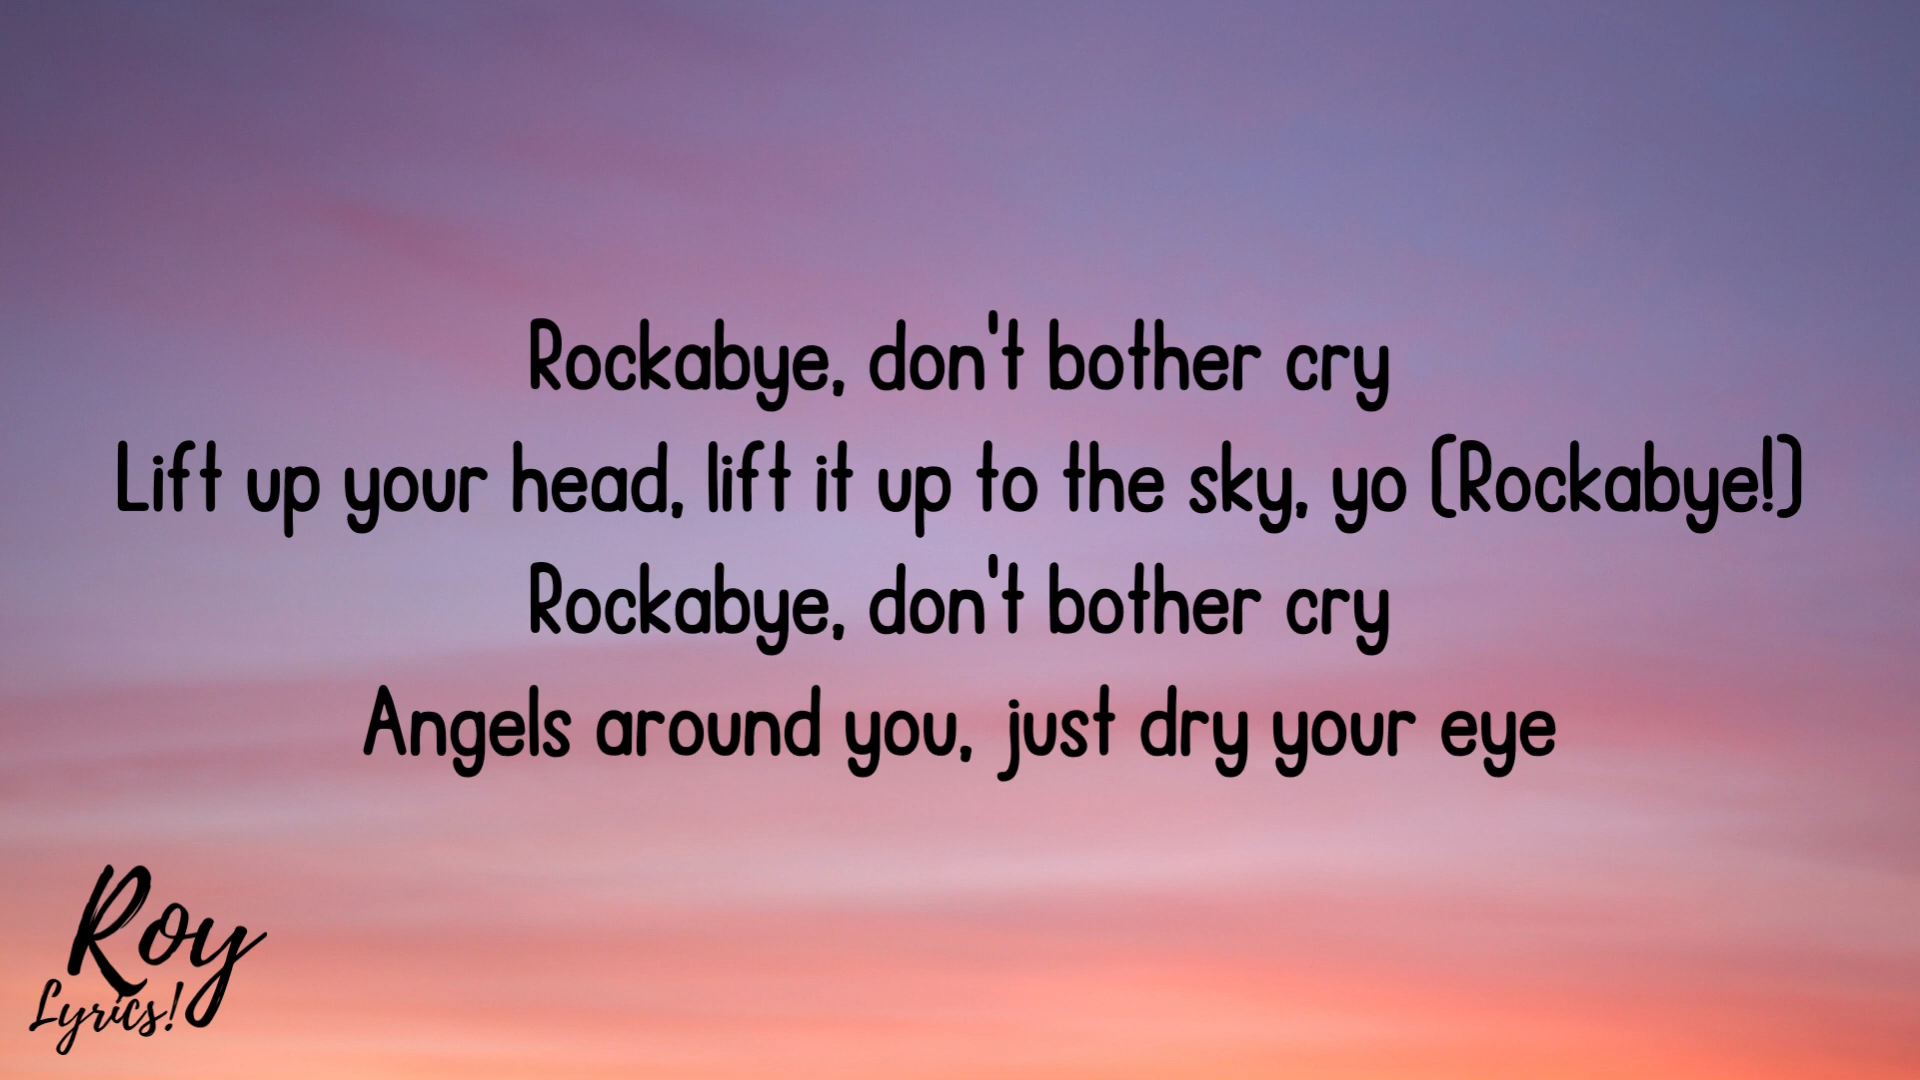 Rockabye, don't bother cry
Lift up your head, lift it up to the sky, yo (Rockabye!)
Rockabye, don't bother cry
Angels around you, just dry your eye
Roy
Lyrics!